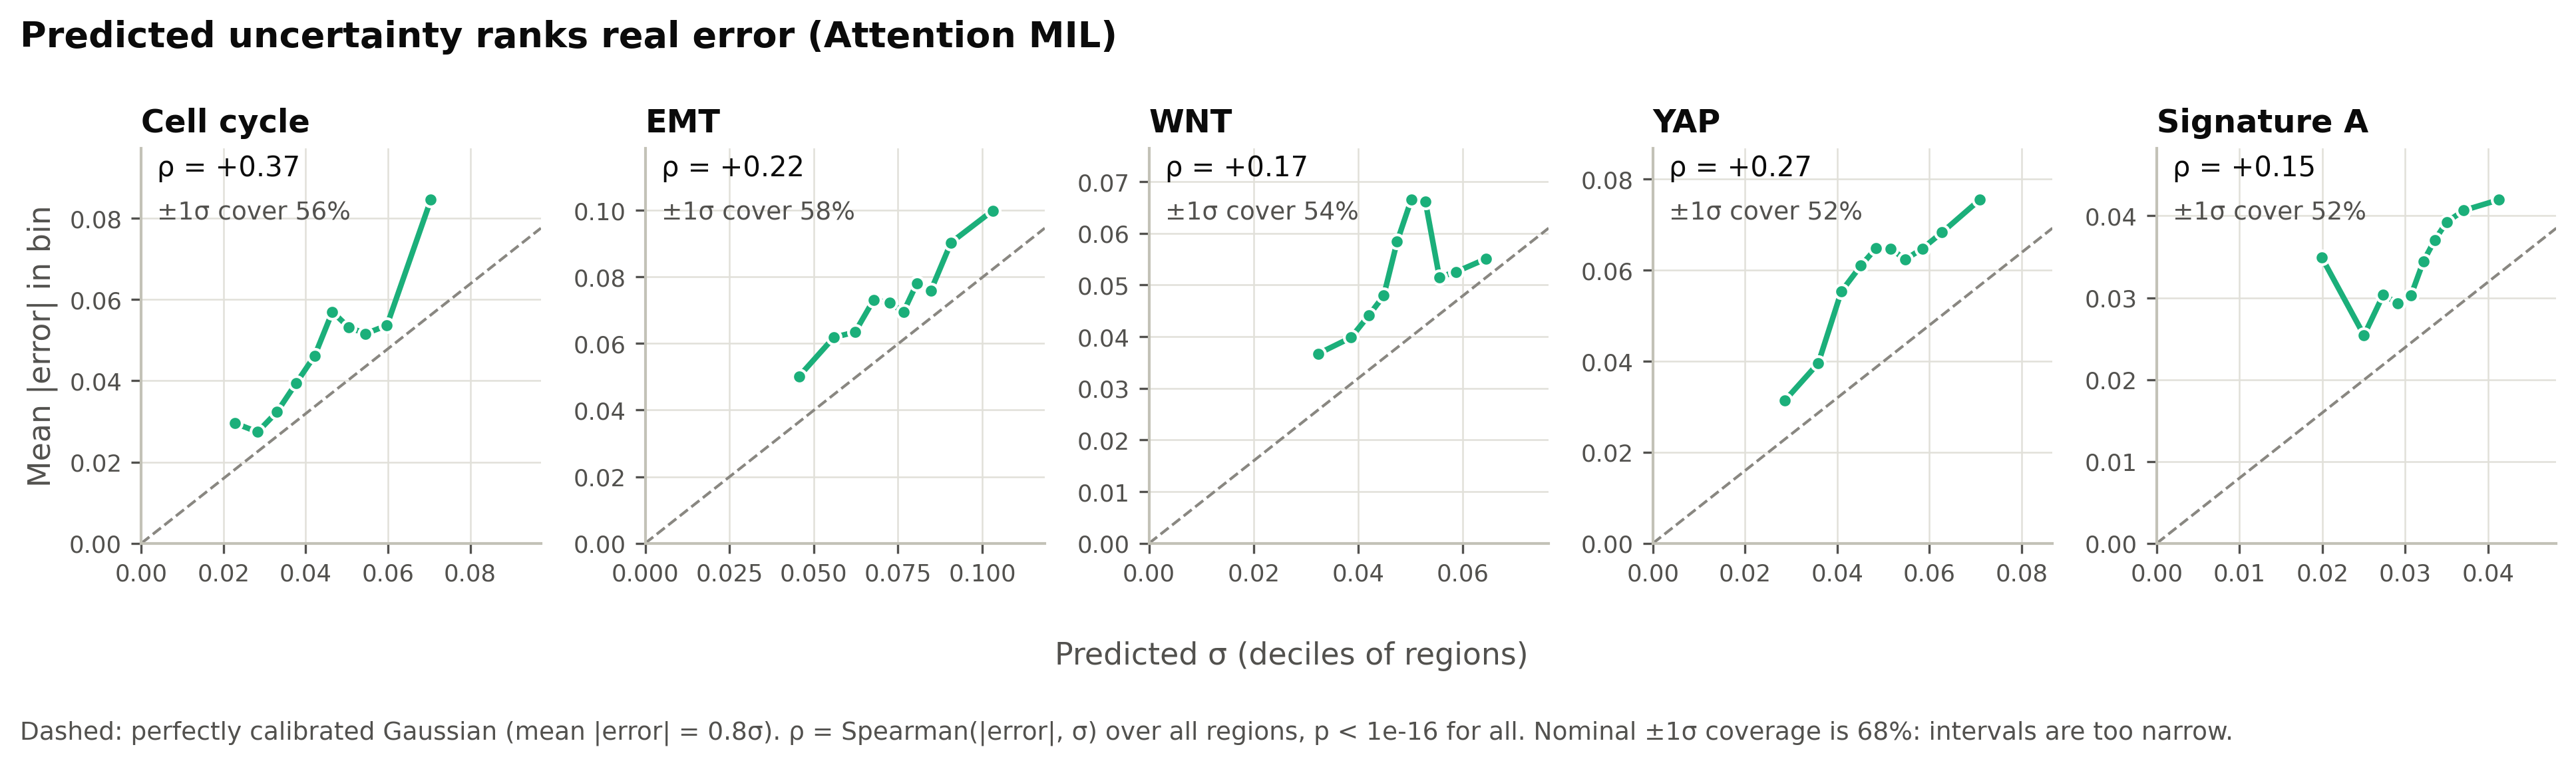 Predicted uncertainty ranks real error (Attention MIL)
Cell cycle
ρ = +0.37
±1σ cover 56%
Mean |error| in bin
0.08
0.06
0.04
0.02
0.00
0.00 0.02 0.04 0.06 0.08
EMT
ρ = +0.22
±1σ cover 58%
0.10
0.08
0.06
0.04
0.02
0.00
0.000 0.025 0.050 0.075 0.100
WNT
ρ = +0.17
±1σ cover 54%
0.07
0.06
0.05
0.04
0.03
0.02
0.01
0.00
0.00 0.02 0.04 0.06
YAP
ρ = +0.27
±1σ cover 52%
0.08
0.06
0.04
0.02
0.00
0.00 0.02 0.04 0.06 0.08
Signature A
ρ = +0.15
±1σ cover 52%
0.04
0.03
0.02
0.01
0.00
0.00 0.01 0.02 0.03 0.04
Predicted σ (deciles of regions)
Dashed: perfectly calibrated Gaussian (mean |error| = 0.8σ). ρ = Spearman(|error|, σ) over all regions, p < 1e-16 for all. Nominal ±1σ coverage is 68%: intervals are too narrow.